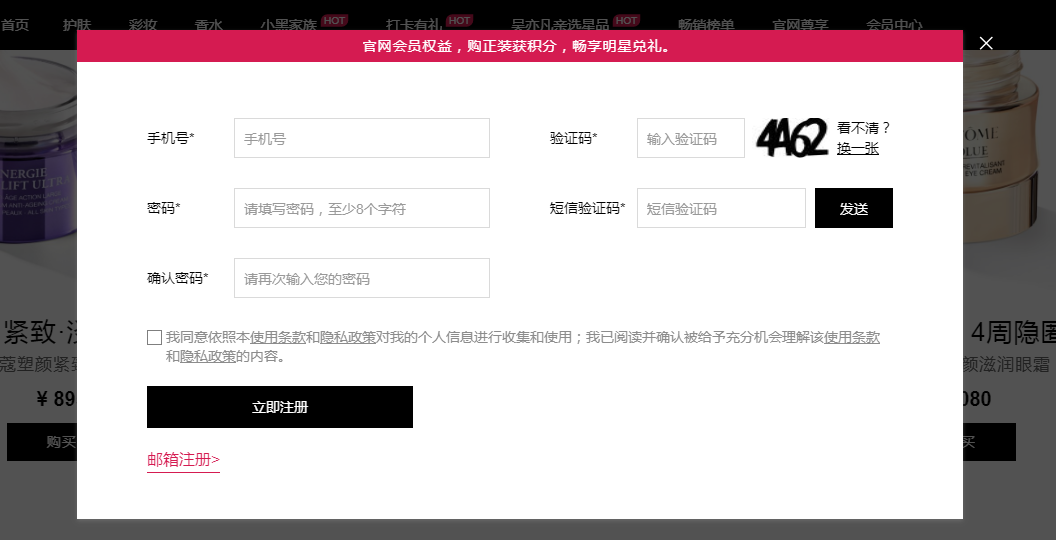 首页 护肤 彩妆 香水 小黑家族 HOT 打卡有礼 HOT 吴亦凡亲选星品 HOT 畅销榜单 官网尊享 会员中心
官网会员权益，购正装获积分，畅享明星兑礼。
手机号* 手机号 验证码* 输入验证码 4462 看不清？
换一张
密码* 请填写密码，至少8个字符 短信验证码* 短信验证码 发送
确认密码* 请再次输入您的密码
我同意依照本使用条款和隐私政策对我的个人信息进行收集和使用；我已阅读并确认被给予充分机会理解该使用条款
和隐私政策的内容。
立即注册
邮箱注册>
NERGIE
LIFT ULTRA
ÔME
OLUE
REVITALISANT
EYE CREAM
紧致· 4周隐
蔻塑颜紧 颜滋润眼霜
¥ 89 080
购买 买